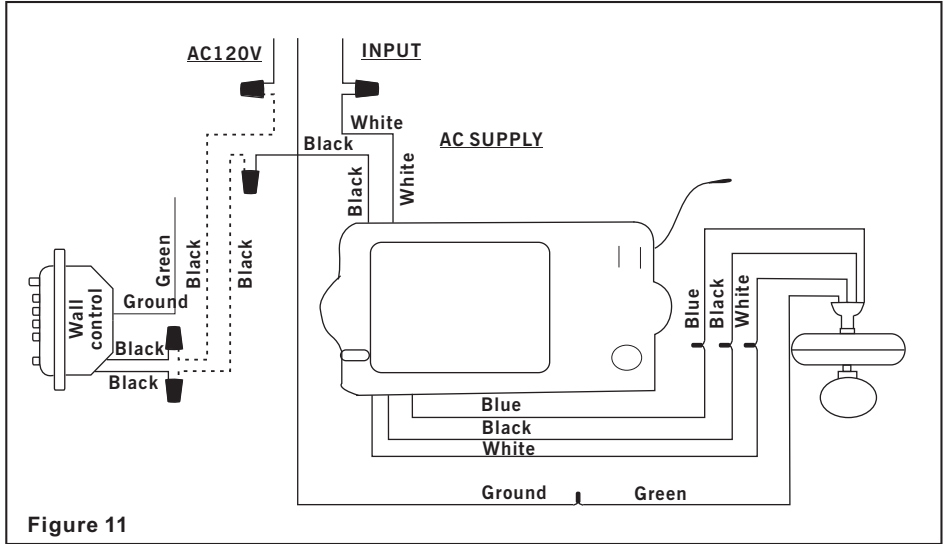 AC120V
INPUT
White
Black
AC SUPPLY
Black
White
Green
Black
Black
Ground
Wall
control
Black
Black
Blue
Black
White
Blue
Black
White
Ground
Green
Figure 11